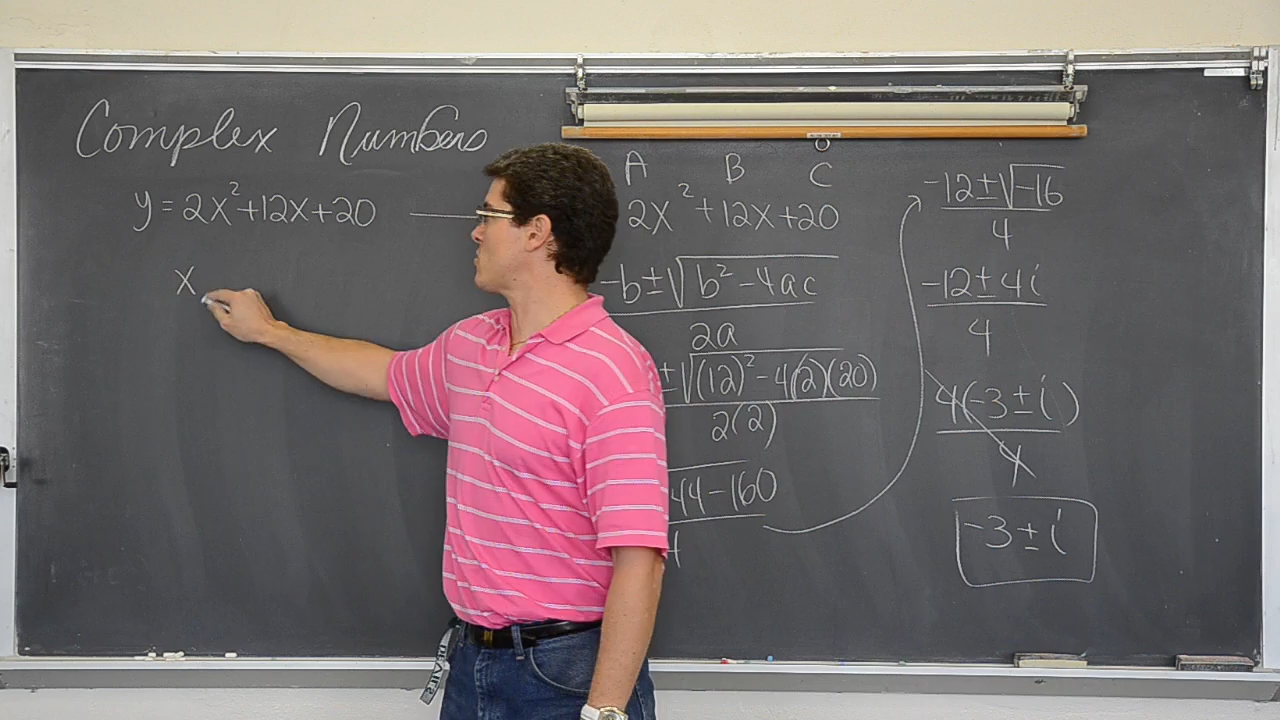 Complex Numbers
y = 2x² + 12x + 20
x
A B C
2x² + 12x + 20
-b ± √(b² - 4ac)
2a
± √((12)² - 4(2)(20))
2(2)
44 - 160
-12 ± √-16
4
-12 ± 4i
4
4(-3 ± i)
4
-3 ± i